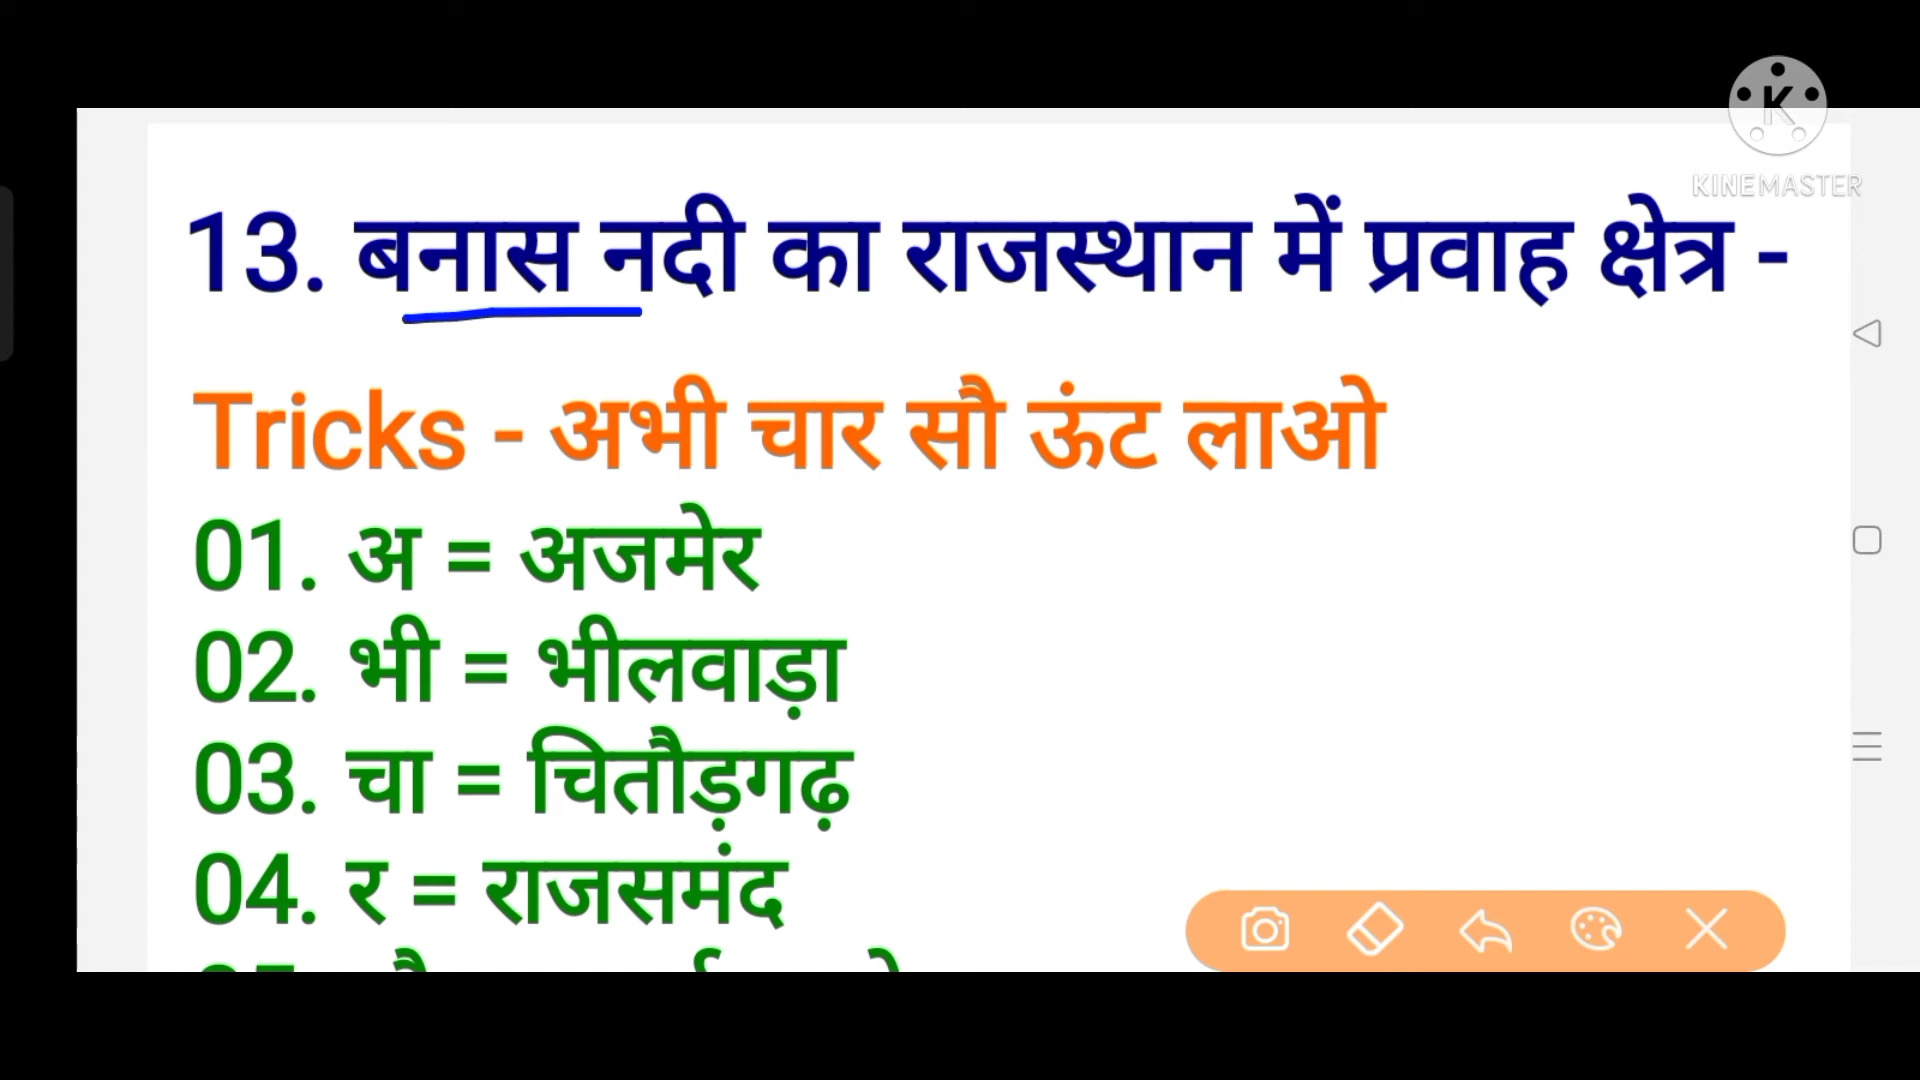 KINEMASTER
13. बनास नदी का राजस्थान में प्रवाह क्षेत्र -
Tricks - अभी चार सौ ऊंट लाओ
01. अ = अजमेर
02. भी = भीलवाड़ा
03. चा = चितौड़गढ़
04. र = राजसमंद